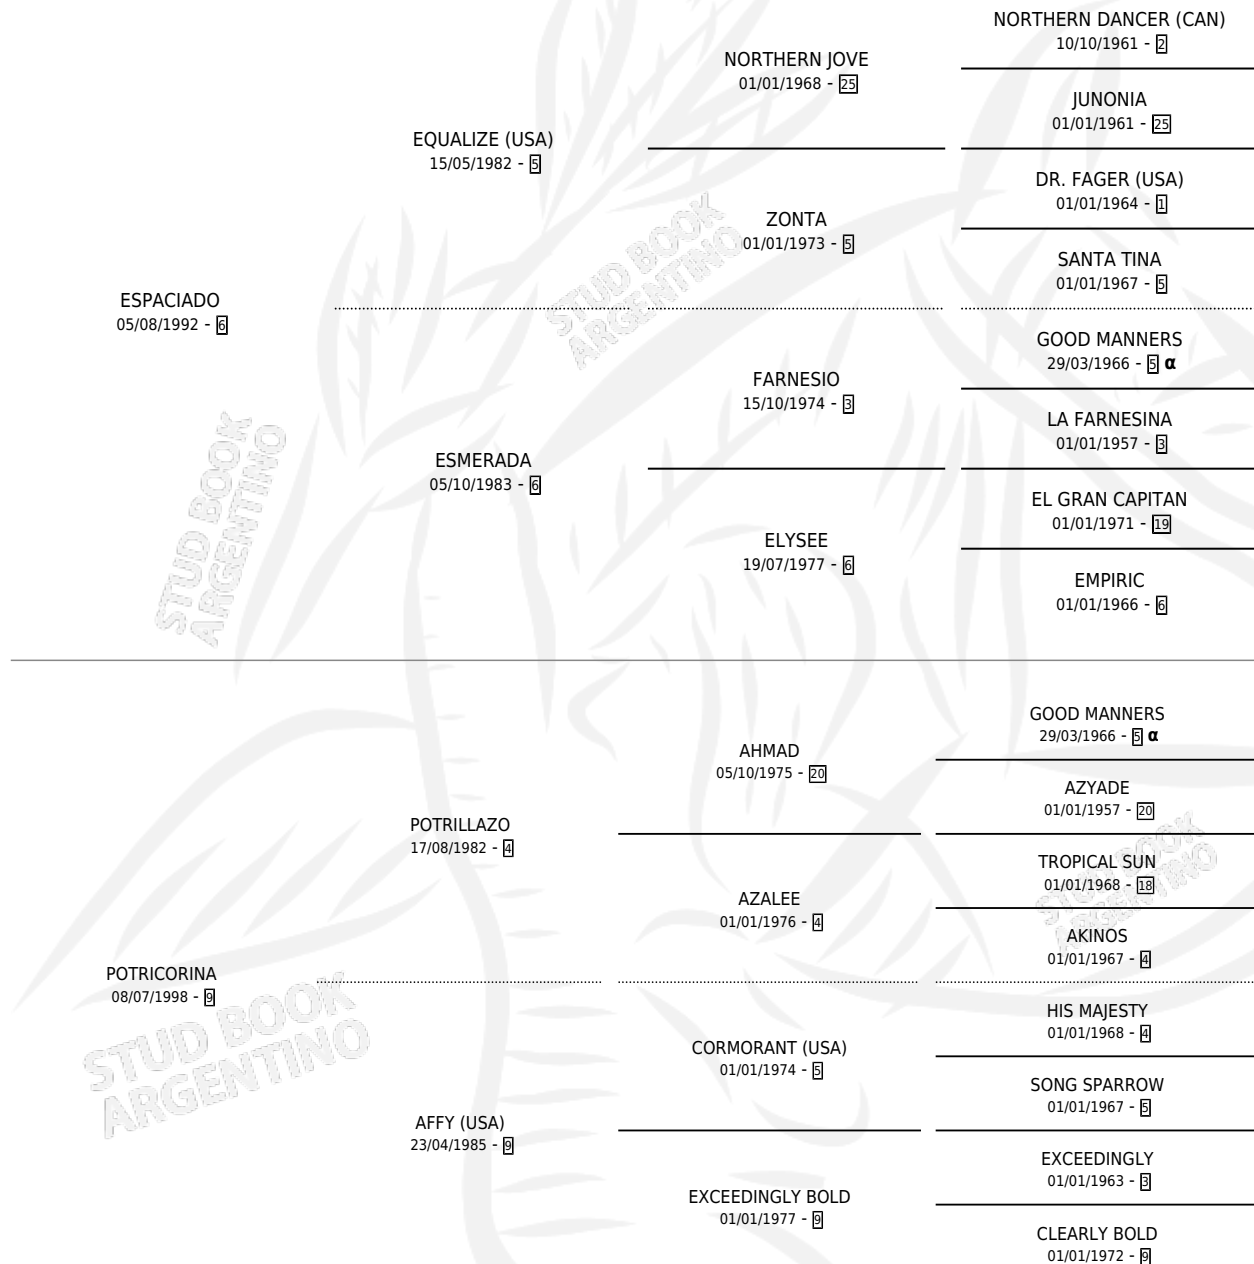 NORTHERN DANCER (CAN)
10/10/1961 - 2
NORTHERN JOVE
01/01/1968 - 25
JUNONIA
01/01/1961 - 25
EQUALIZE (USA)
15/05/1982 - 5
DR. FAGER (USA)
01/01/1964 - 1
ZONTA
01/01/1973 - 5
SANTA TINA
01/01/1967 - 5
ESPACIADO
05/08/1992 - 6
GOOD MANNERS
29/03/1966 - 5 α
FARNESIO
15/10/1974 - 3
LA FARNESINA
01/01/1957 - 3
ESMERADA
05/10/1983 - 6
EL GRAN CAPITAN
01/01/1971 - 19
ELYSEE
19/07/1977 - 6
EMPIRIC
01/01/1966 - 6
STUD BOOK
ARGENTINO
STUD BOOK
ARGENTINO
GOOD MANNERS
29/03/1966 - 5 α
AHMAD
05/10/1975 - 20
AZYADE
01/01/1957 - 20
POTRILLAZO
17/08/1982 - 4
TROPICAL SUN
01/01/1968 - 18
AZALEE
01/01/1976 - 4
AKINOS
01/01/1967 - 4
POTRICORINA
08/07/1998 - 9
HIS MAJESTY
01/01/1968 - 4
CORMORANT (USA)
01/01/1974 - 5
SONG SPARROW
01/01/1967 - 5
AFFY (USA)
23/04/1985 - 9
EXCEEDINGLY
01/01/1963 - 3
EXCEEDINGLY BOLD
01/01/1977 - 9
CLEARLY BOLD
01/01/1972 - 9
STUD BOOK
ARGENTINO
STUD BOOK
ARGENTINO